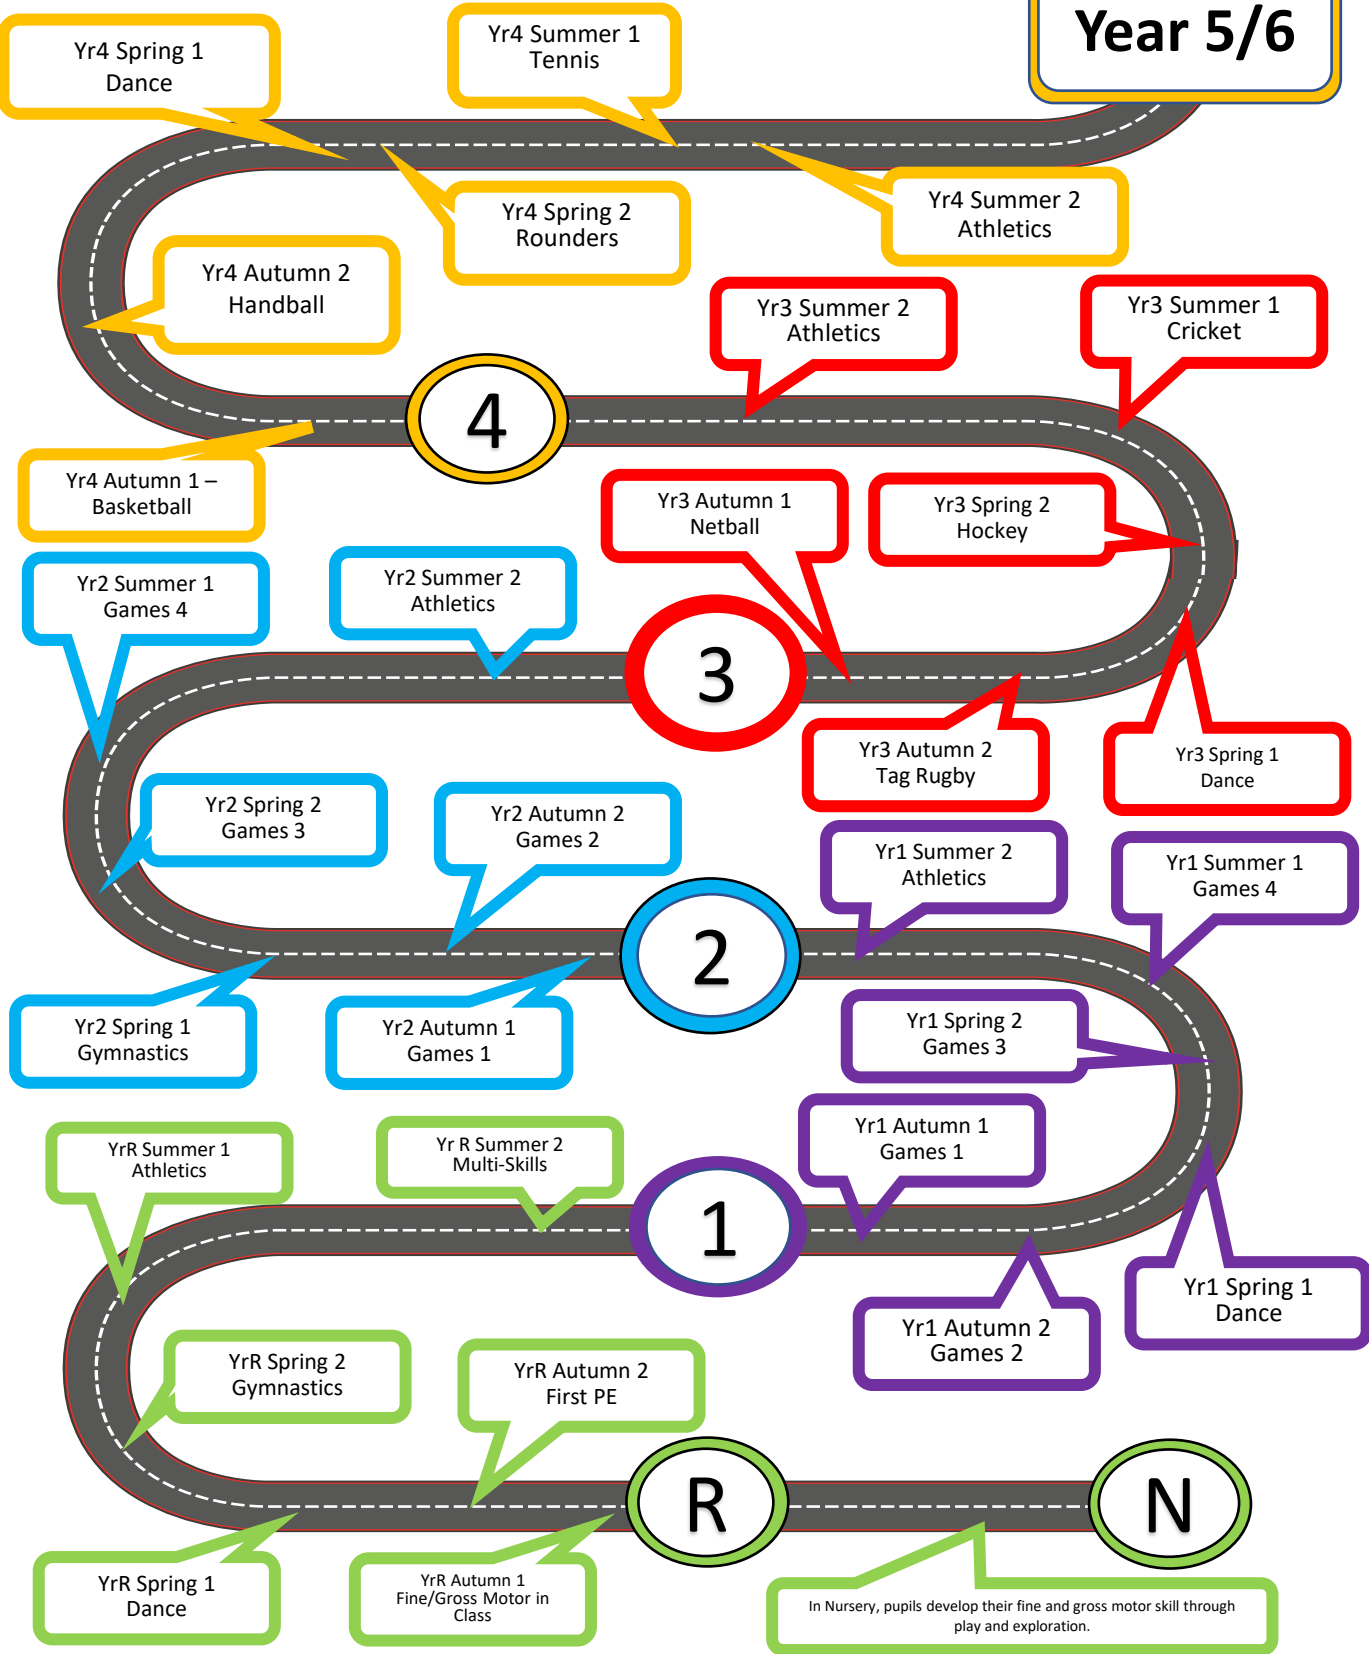 Year 5/6
Yr4 Spring 1
Dance
Yr4 Summer 1
Tennis
Yr4 Spring 2
Rounders
Yr4 Summer 2
Athletics
Yr4 Autumn 2
Handball
Yr3 Summer 2
Athletics
Yr3 Summer 1
Cricket
4
Yr4 Autumn 1 –
Basketball
Yr3 Autumn 1
Netball
Yr3 Spring 2
Hockey
Yr2 Summer 1
Games 4
Yr2 Summer 2
Athletics
3
Yr3 Autumn 2
Tag Rugby
Yr3 Spring 1
Dance
Yr2 Spring 2
Games 3
Yr2 Autumn 2
Games 2
Yr1 Summer 2
Athletics
Yr1 Summer 1
Games 4
2
Yr2 Spring 1
Gymnastics
Yr2 Autumn 1
Games 1
Yr1 Spring 2
Games 3
YrR Summer 1
Athletics
Yr R Summer 2
Multi-Skills
Yr1 Autumn 1
Games 1
1
Yr1 Autumn 2
Games 2
Yr1 Spring 1
Dance
YrR Spring 2
Gymnastics
YrR Autumn 2
First PE
R
N
YrR Spring 1
Dance
YrR Autumn 1
Fine/Gross Motor in
Class
In Nursery, pupils develop their fine and gross motor skill through
play and exploration.